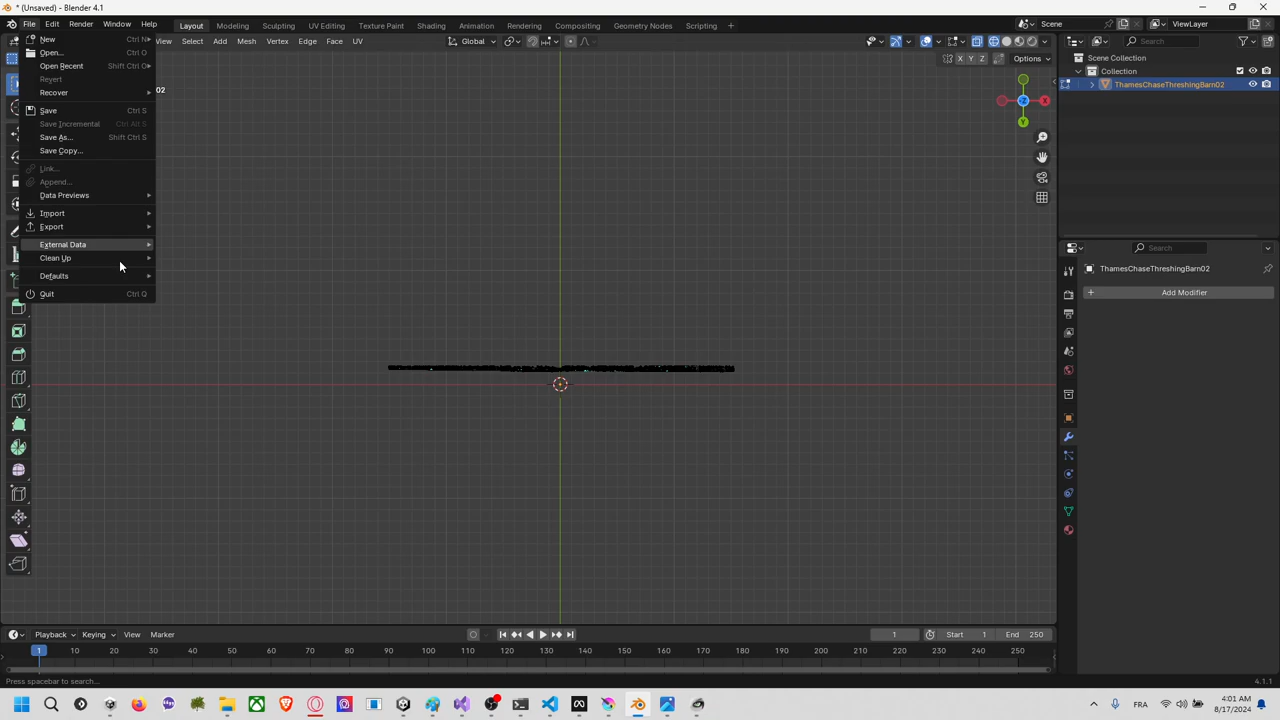 * (Unsaved) - Blender 4.1
File Edit Render Window Help Layout Modeling Sculpting UV Editing Texture Paint Shading Animation Rendering Compositing Geometry Nodes Scripting + Scene ViewLayer
View Select Add Mesh Vertex Edge Face UV Global Search
X Y Z Options
New Ctrl N
Open... Ctrl O
Open Recent Shift Ctrl O
Revert
Recover
Save Ctrl S
Save Incremental Ctrl Alt S
Save As... Shift Ctrl S
Save Copy...
Link...
Append...
Data Previews
Import
Export
External Data
Clean Up
Defaults
Quit Ctrl Q
02
X
Y
Z
Scene Collection
Collection
ThamesChaseThreshingBarn02
Search
ThamesChaseThreshingBarn02
+ Add Modifier
Playback Keying View Marker 1 Start 1 End 250
1 10 20 30 40 50 60 70 80 90 100 110 120 130 140 150 160 170 180 190 200 210 220 230 240 250
Press spacebar to search... 4.1.1
FRA
4:01 AM
8/17/2024